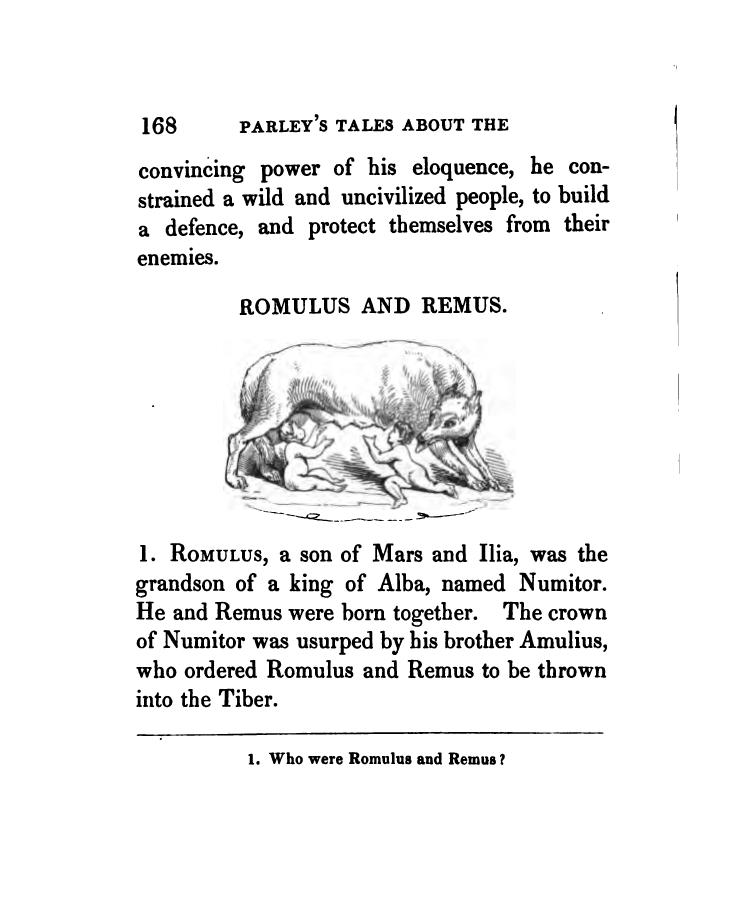 168 PARLEY'S TALES ABOUT THE
convincing power of his eloquence, he con-
strained a wild and uncivilized people, to build
a defence, and protect themselves from their
enemies.
ROMULUS AND REMUS.
1. ROMULUS, a son of Mars and Ilia, was the
grandson of a king of Alba, named Numitor.
He and Remus were born together. The crown
of Numitor was usurped by his brother Amulius,
who ordered Romulus and Remus to be thrown
into the Tiber.
1. Who were Romulus and Remus?